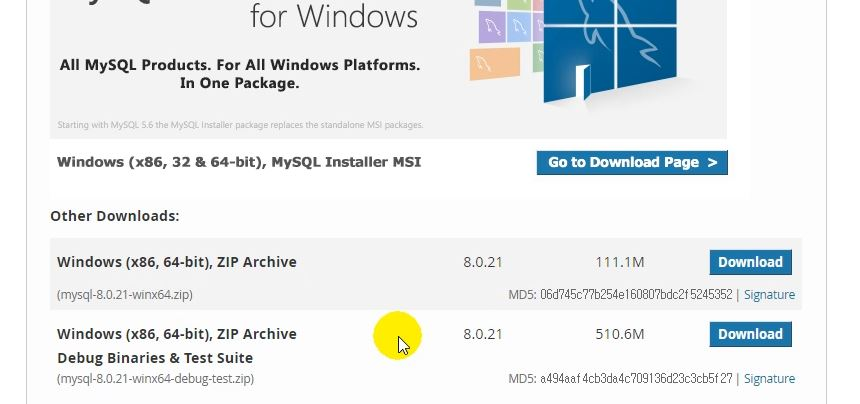 for Windows
All MySQL Products. For All Windows Platforms.
In One Package.
Starting with MySQL 5.6 the MySQL Installer package replaces the standalone MSI packages.
Windows (x86, 32 & 64-bit), MySQL Installer MSI
Go to Download Page >
Other Downloads:
Windows (x86, 64-bit), ZIP Archive 8.0.21 111.1M Download
(mysql-8.0.21-winx64.zip) MD5: 06d745c77b254e160807bdc2f5245352 | Signature
Windows (x86, 64-bit), ZIP Archive 8.0.21 510.6M Download
Debug Binaries & Test Suite
(mysql-8.0.21-winx64-debug-test.zip) MD5: a494aaf4cb3da4c709136d23c3cb5f27 | Signature